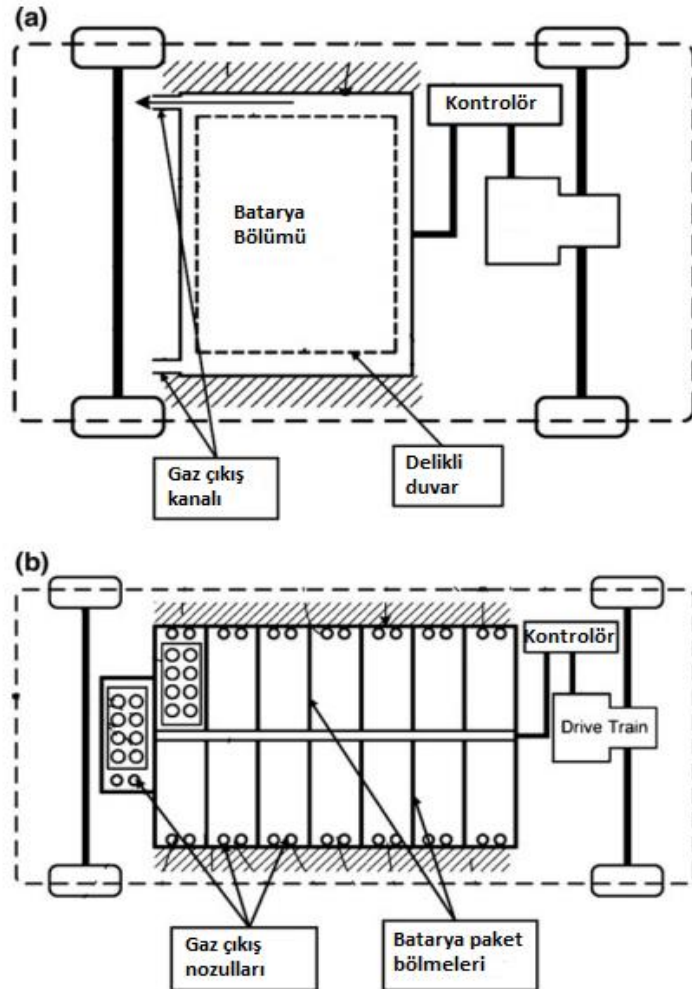 (a)
Kontrolör
Batarya
Bölümü
Gaz çıkış
kanalı
Delikli
duvar
(b)
Kontrolör
Drive Train
Gaz çıkış
nozulları
Batarya paket
bölmeleri